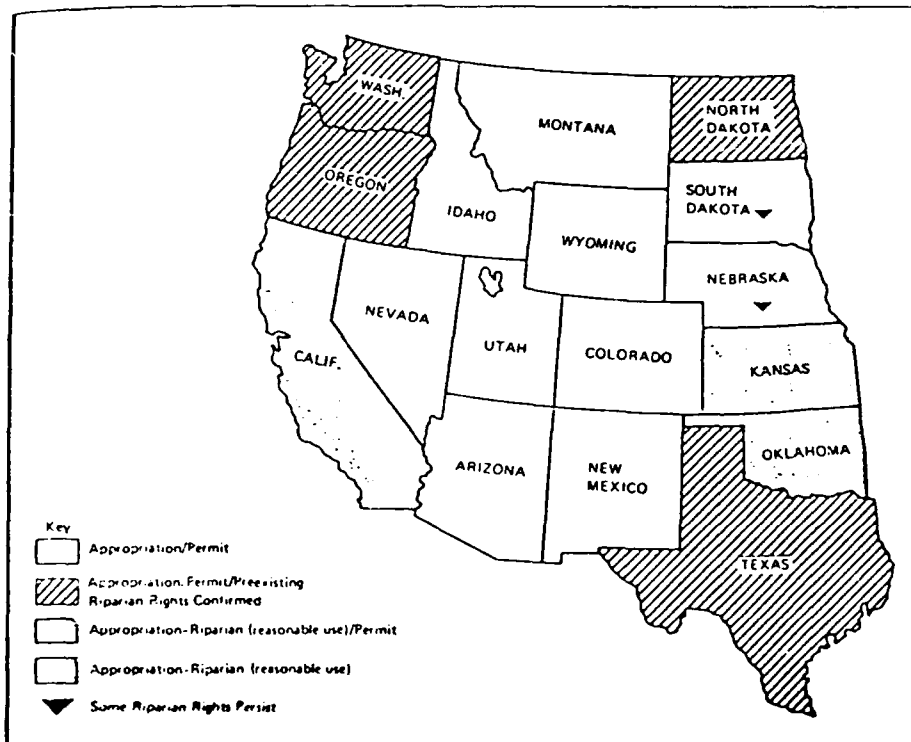 WASH.
MONTANA
NORTH
DAKOTA
OREGON
IDAHO
SOUTH
DAKOTA
WYOMING
NEBRASKA
NEVADA
UTAH
COLORADO
CALIF.
KANSAS
ARIZONA
NEW
MEXICO
OKLAHOMA
TEXAS
Key
Appropriation/Permit
Appropriation-Permit/Preexisting
Riparian Rights Confirmed
Appropriation-Riparian (reasonable use)/Permit
Appropriation-Riparian (reasonable use)
Some Riparian Rights Persist